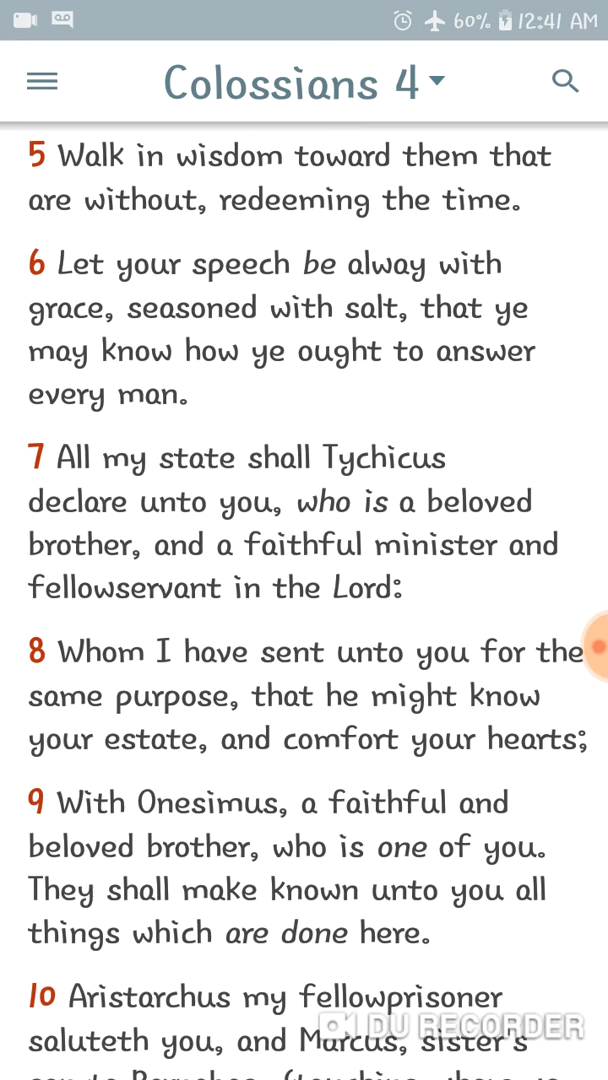 60% 12:41 AM
Colossians 4
5 Walk in wisdom toward them that
are without, redeeming the time.
6 Let your speech be alway with
grace, seasoned with salt, that ye
may know how ye ought to answer
every man.
7 All my state shall Tychicus
declare unto you, who is a beloved
brother, and a faithful minister and
fellowservant in the Lord:
8 Whom I have sent unto you for the
same purpose, that he might know
your estate, and comfort your hearts;
9 With Onesimus, a faithful and
beloved brother, who is one of you.
They shall make known unto you all
things which are done here.
10 Aristarchus my fellowprisoner
DU RECORDER
saluteth you, and Marcus, sister's